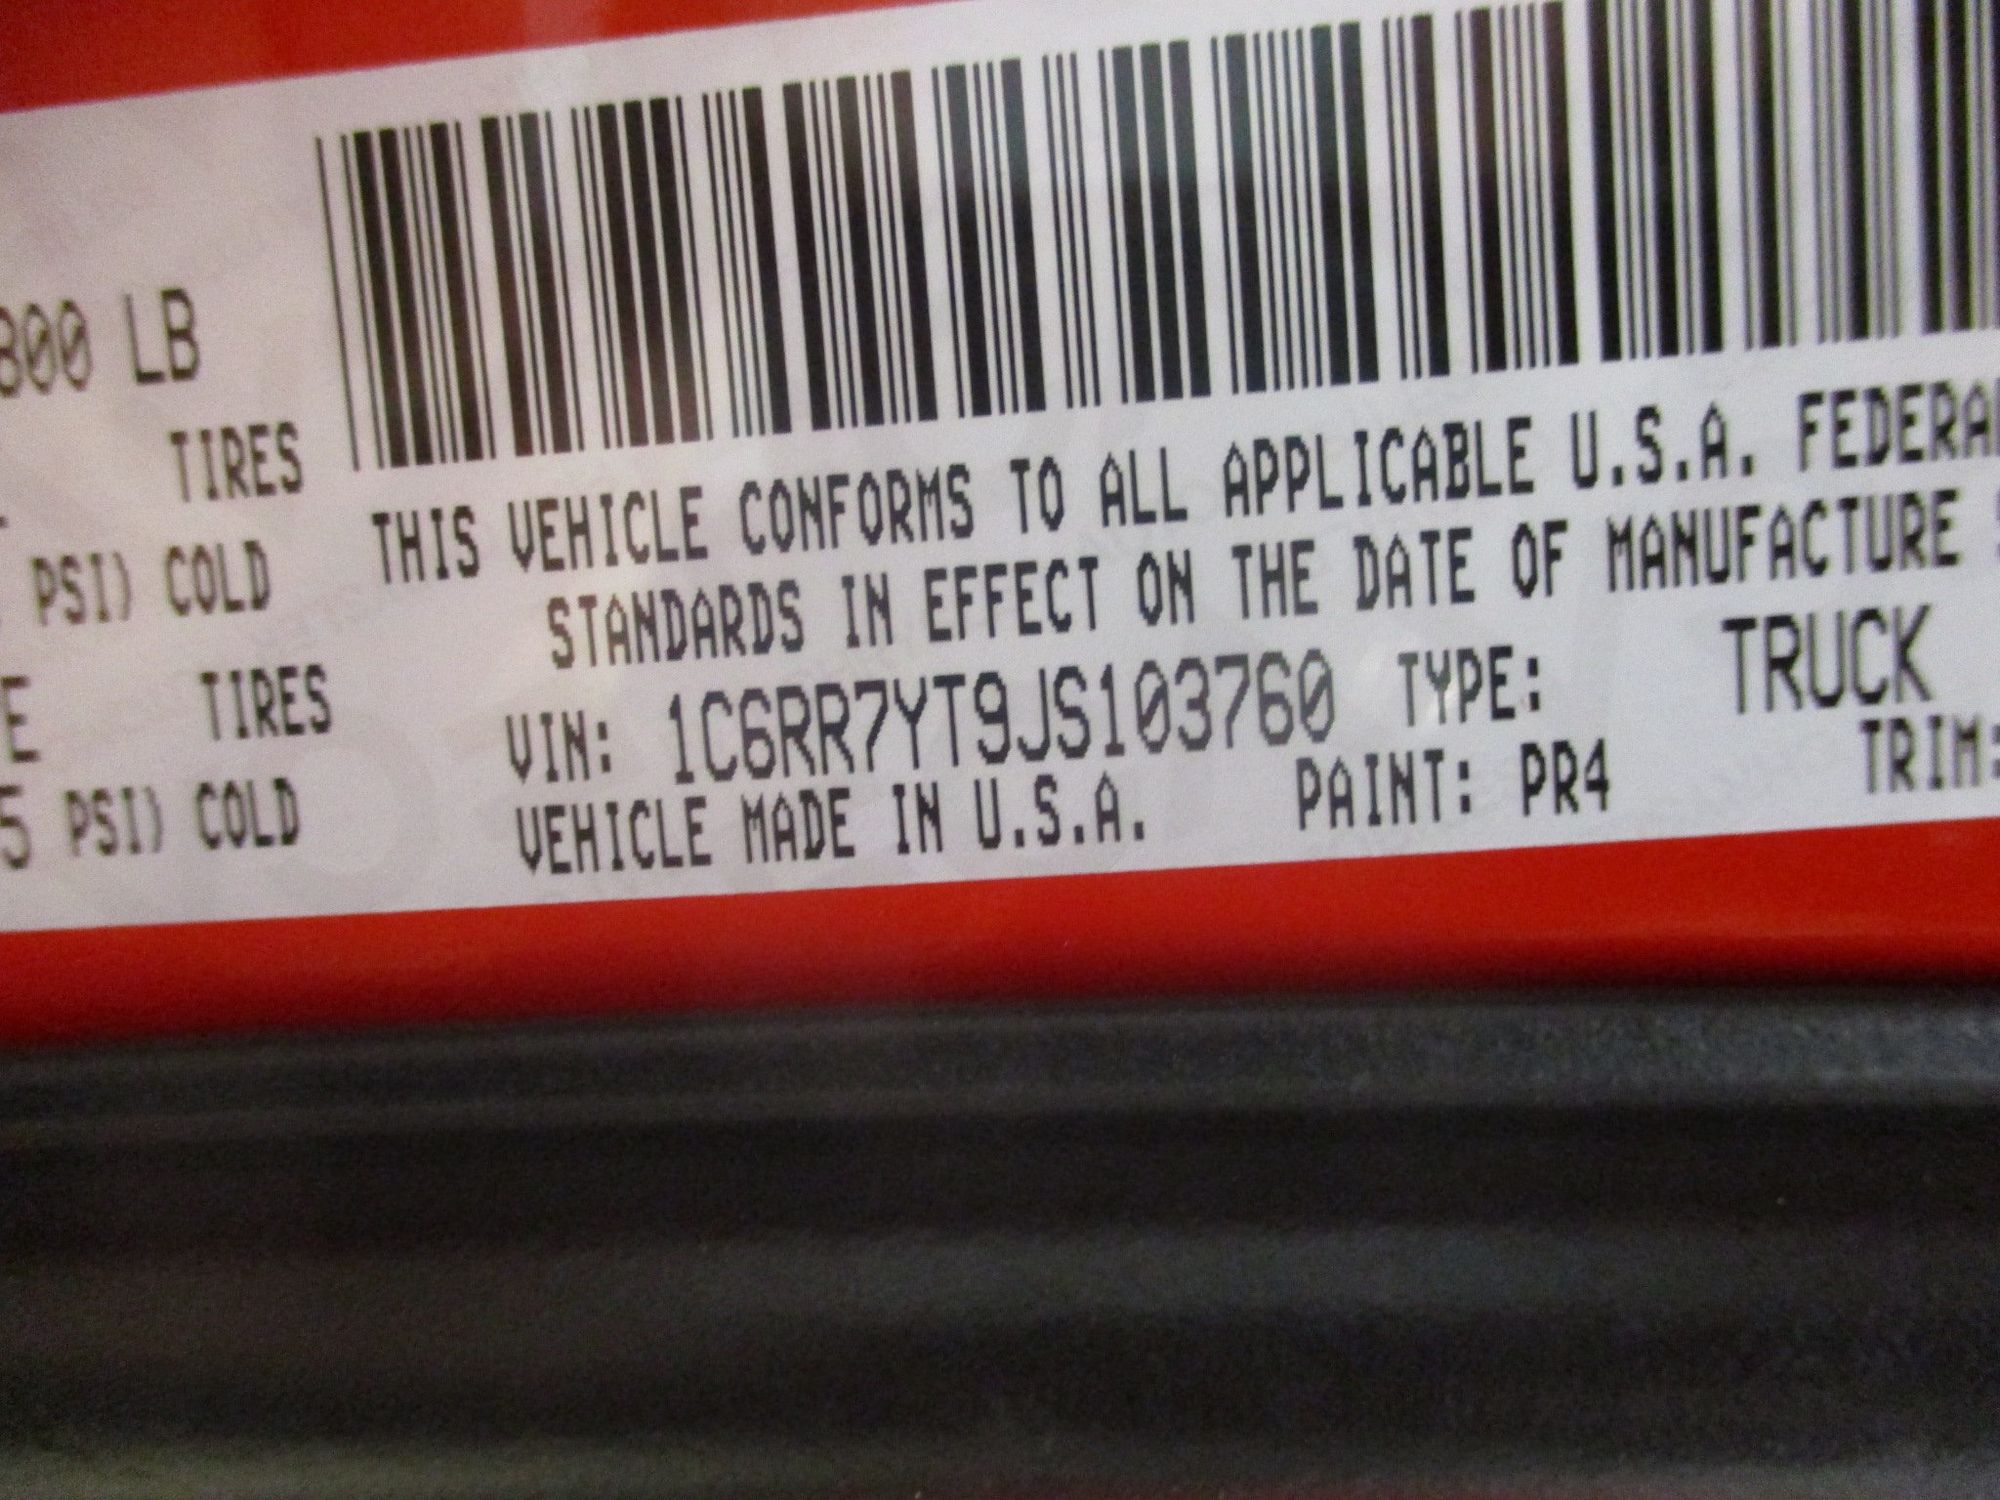 800 LB
TIRES
PSI) COLD
E TIRES
5 PSI) COLD
THIS VEHICLE CONFORMS TO ALL APPLICABLE U.S.A. FEDERA
STANDARDS IN EFFECT ON THE DATE OF MANUFACTURE
VIN: 1C6RR7YT9JS103760 TYPE: TRUCK
VEHICLE MADE IN U.S.A. PAINT: PR4 TRIM: